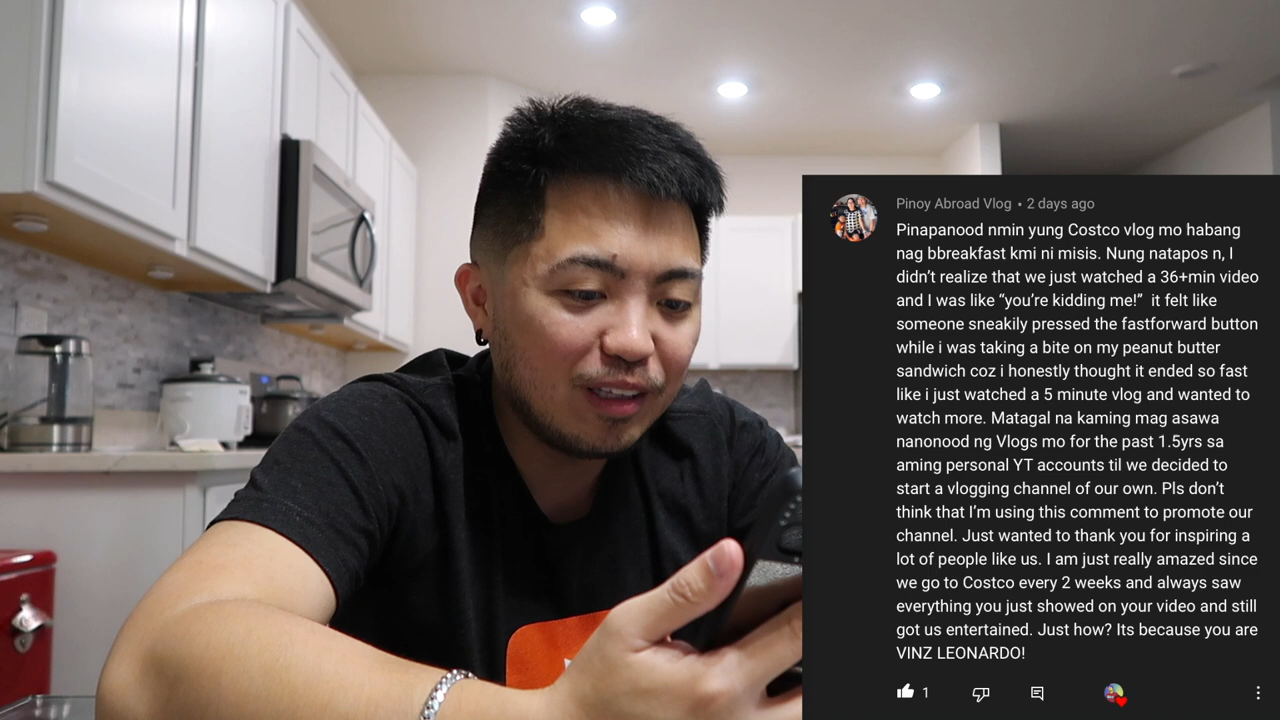 Pinoy Abroad Vlog • 2 days ago
Pinapanood nmin yung Costco vlog mo habang
nag bbreakfast kmi ni misis. Nung natapos n, I
didn’t realize that we just watched a 36+min video
and I was like “you’re kidding me!”  it felt like
someone sneakily pressed the fastforward button
while i was taking a bite on my peanut butter
sandwich coz i honestly thought it ended so fast
like i just watched a 5 minute vlog and wanted to
watch more. Matagal na kaming mag asawa
nanonood ng Vlogs mo for the past 1.5yrs sa
aming personal YT accounts til we decided to
start a vlogging channel of our own. Pls don’t
think that I’m using this comment to promote our
channel. Just wanted to thank you for inspiring a
lot of people like us. I am just really amazed since
we go to Costco every 2 weeks and always saw
everything you just showed on your video and still
got us entertained. Just how? Its because you are
VINZ LEONARDO!
1